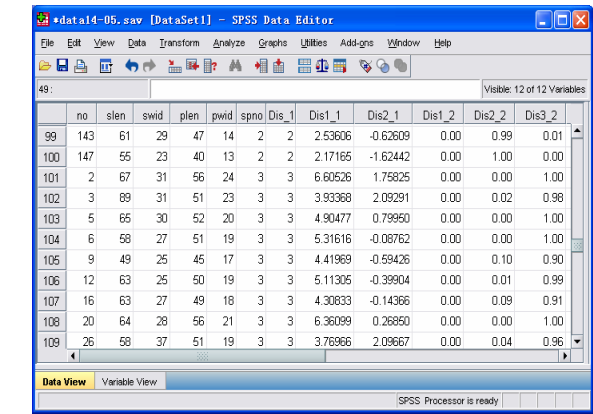 *data14-05.sav [DataSet1] - SPSS Data Editor
File Edit View Data Transform Analyze Graphs Utilities Add-ons Window Help
49 : Visible: 12 of 12 Variables
no slen swid plen pwid spno Dis_1 Dis1_1 Dis2_1 Dis1_2 Dis2_2 Dis3_2
99 143 61 29 47 14 2 2 2.53606 -0.62609 0.00 0.99 0.01
100 147 55 23 40 13 2 2 2.17165 -1.62442 0.00 1.00 0.00
101 2 67 31 56 24 3 3 6.60526 1.75825 0.00 0.00 1.00
102 3 89 31 51 23 3 3 3.93368 2.09291 0.00 0.02 0.98
103 5 65 30 52 20 3 3 4.90477 0.79950 0.00 0.00 1.00
104 6 58 27 51 19 3 3 5.31616 -0.08762 0.00 0.00 1.00
105 9 49 25 45 17 3 3 4.41969 -0.59426 0.00 0.10 0.90
106 12 63 25 50 19 3 3 5.11305 -0.39904 0.00 0.01 0.99
107 16 63 27 49 18 3 3 4.30833 -0.14366 0.00 0.09 0.91
108 20 64 28 56 21 3 3 6.36099 0.26850 0.00 0.00 1.00
109 26 58 37 51 19 3 3 3.76966 2.09667 0.00 0.04 0.96
Data View Variable View
SPSS Processor is ready